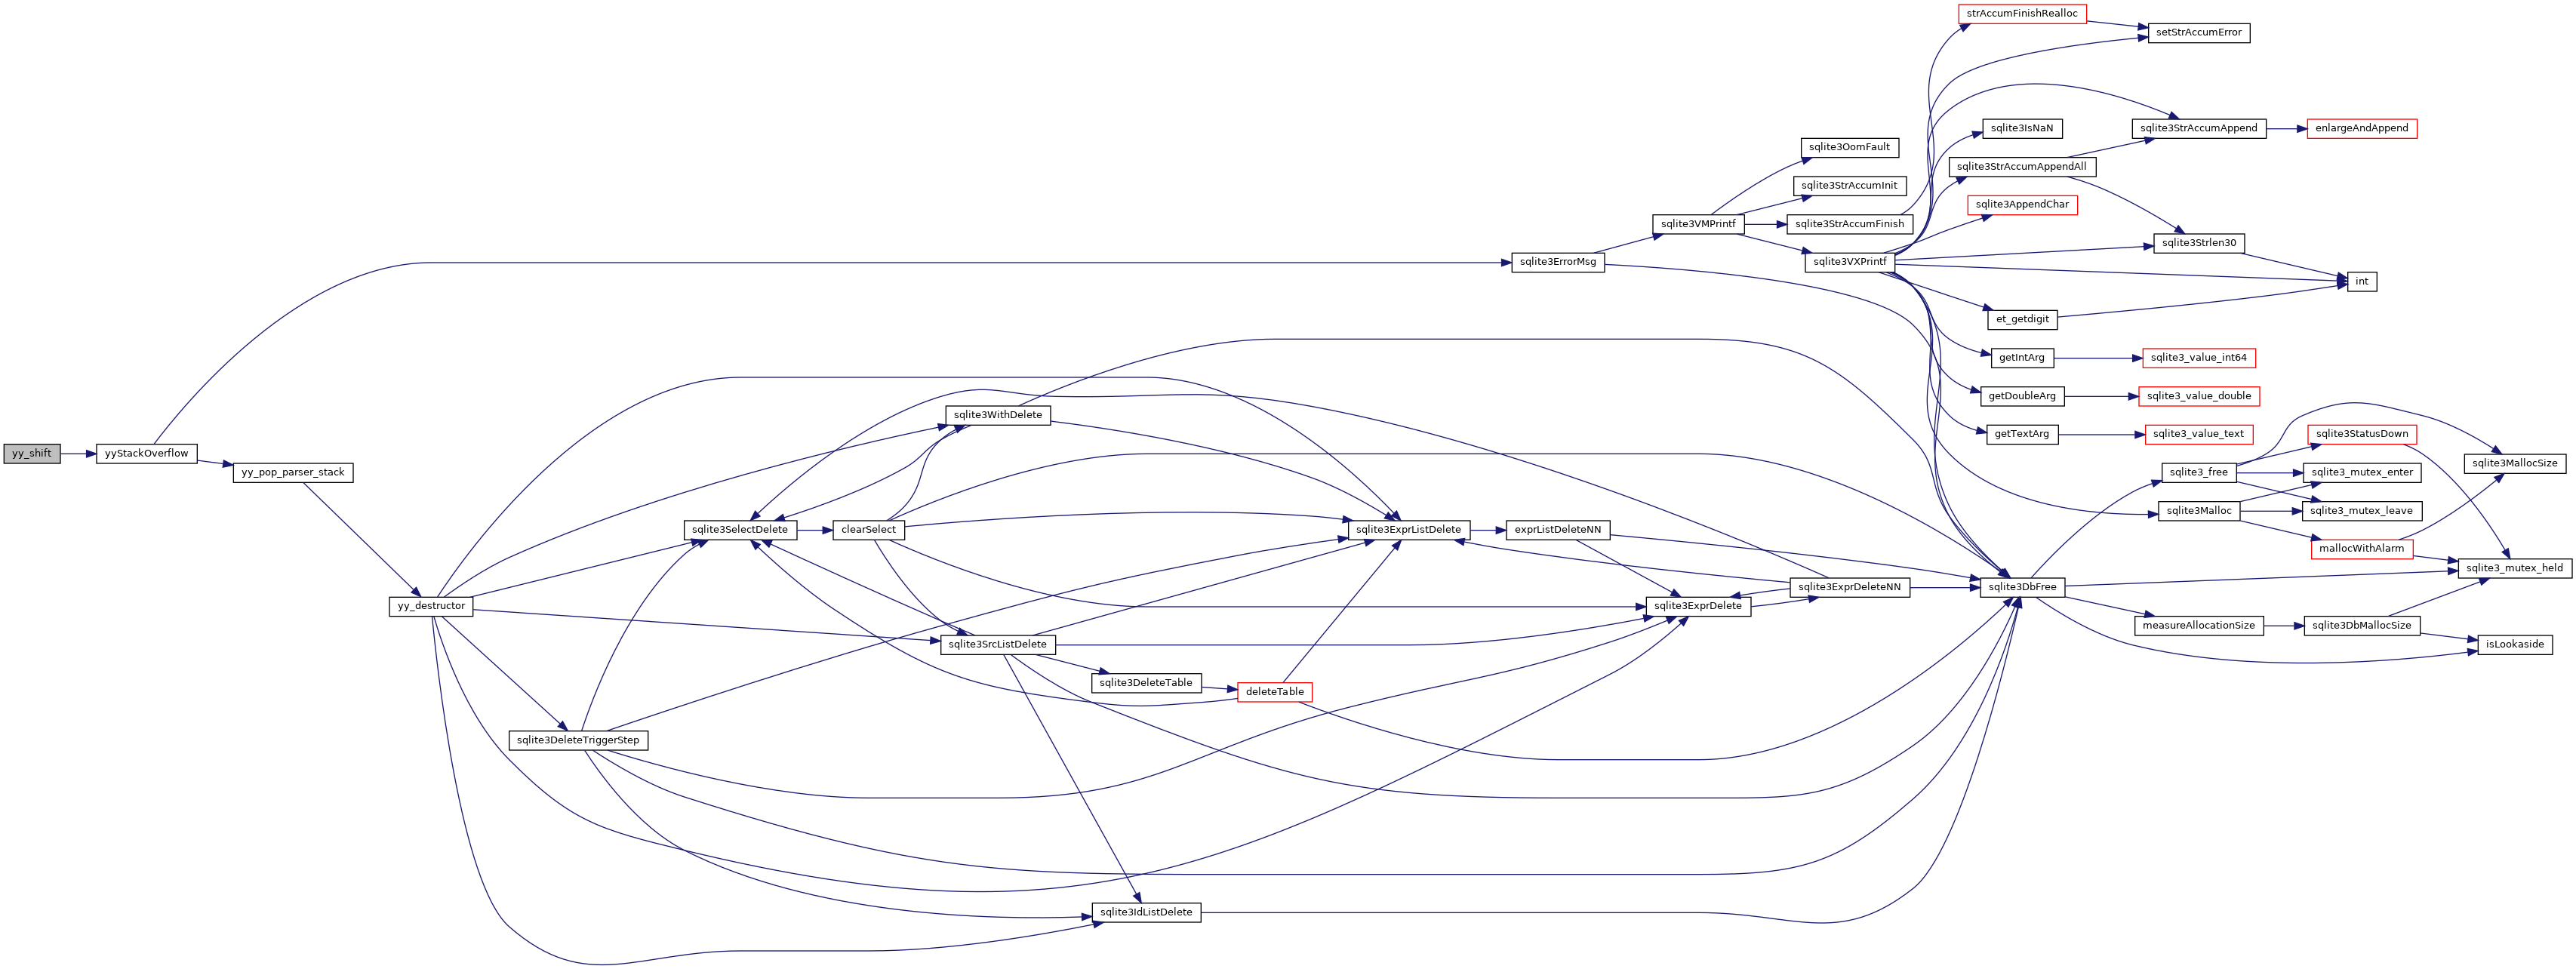 yy_shift
yyStackOverflow
yy_pop_parser_stack
yy_destructor
sqlite3DeleteTriggerStep
sqlite3SelectDelete
clearSelect
sqlite3WithDelete
sqlite3SrcListDelete
sqlite3DeleteTable
sqlite3IdListDelete
deleteTable
sqlite3ExprListDelete
exprListDeleteNN
sqlite3ErrorMsg
sqlite3ExprDelete
sqlite3VMPrintf
sqlite3ExprDeleteNN
sqlite3OomFault
sqlite3StrAccumInit
sqlite3StrAccumFinish
sqlite3VXPrintf
strAccumFinishRealloc
setStrAccumError
sqlite3IsNaN
sqlite3StrAccumAppend
enlargeAndAppend
sqlite3StrAccumAppendAll
sqlite3AppendChar
sqlite3Strlen30
int
et_getdigit
getIntArg
sqlite3_value_int64
getDoubleArg
sqlite3_value_double
getTextArg
sqlite3_value_text
sqlite3DbFree
sqlite3_free
sqlite3Malloc
sqlite3StatusDown
sqlite3_mutex_enter
sqlite3_mutex_leave
mallocWithAlarm
sqlite3MallocSize
sqlite3_mutex_held
measureAllocationSize
sqlite3DbMallocSize
isLookaside